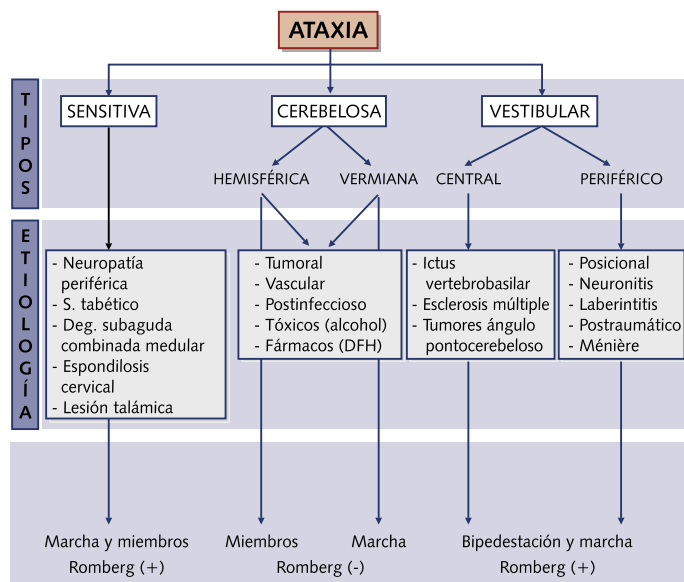 ATAXIA
TIPOS
SENSITIVA
CEREBELOSA
VESTIBULAR
HEMISFÉRICA
VERMIANA
CENTRAL
PERIFÉRICO
ETIOLOGÍA
- Neuropatía
periférica
- S. tabético
- Deg. subaguda
combinada medular
- Espondilosis
cervical
- Lesión talámica
- Tumoral
- Vascular
- Postinfeccioso
- Tóxicos (alcohol)
- Fármacos (DFH)
- Ictus
vertebrobasilar
- Esclerosis múltiple
- Tumores ángulo
pontocerebeloso
- Posicional
- Neuronitis
- Laberintitis
- Postraumático
- Ménière
Marcha y miembros
Romberg (+)
Miembros
Marcha
Romberg (-)
Bipedestación y marcha
Romberg (+)